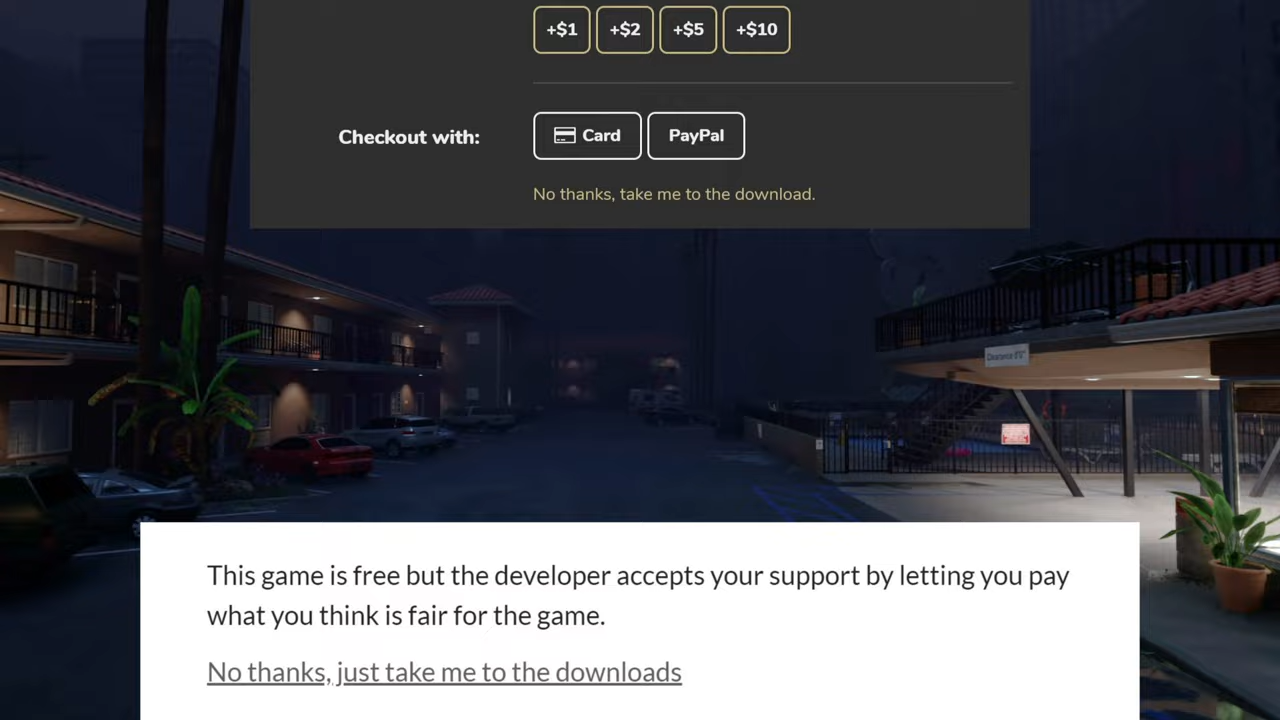 +$1 +$2 +$5 +$10
Checkout with: Card PayPal
No thanks, take me to the download.
This game is free but the developer accepts your support by letting you pay
what you think is fair for the game.
No thanks, just take me to the downloads